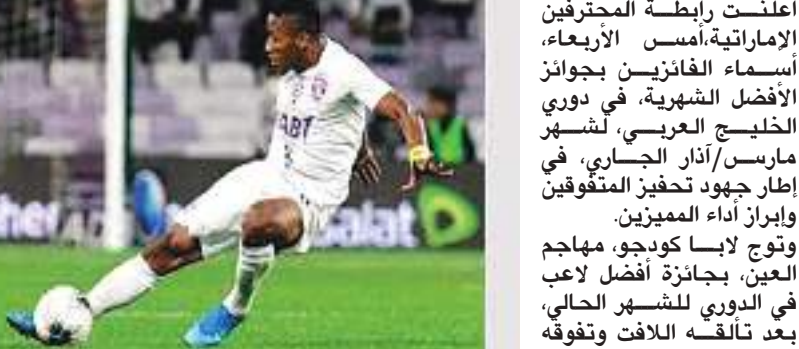 أعلنت رابطة المحترفين
الإماراتية،أمس الأربعاء،
أسماء الفائزين بجوائز
الأفضل الشهرية، في دوري
الخليج العربي، لشهر
مارس/آذار الجاري، في
إطار جهود تحفيز المتفوقين
وإبراز أداء المميزين.
وتوج لابا كودجو، مهاجم
العين، بجائزة أفضل لاعب
في الدوري للشهر الحالي،
بعد تألقه اللافت وتفوقه
salat